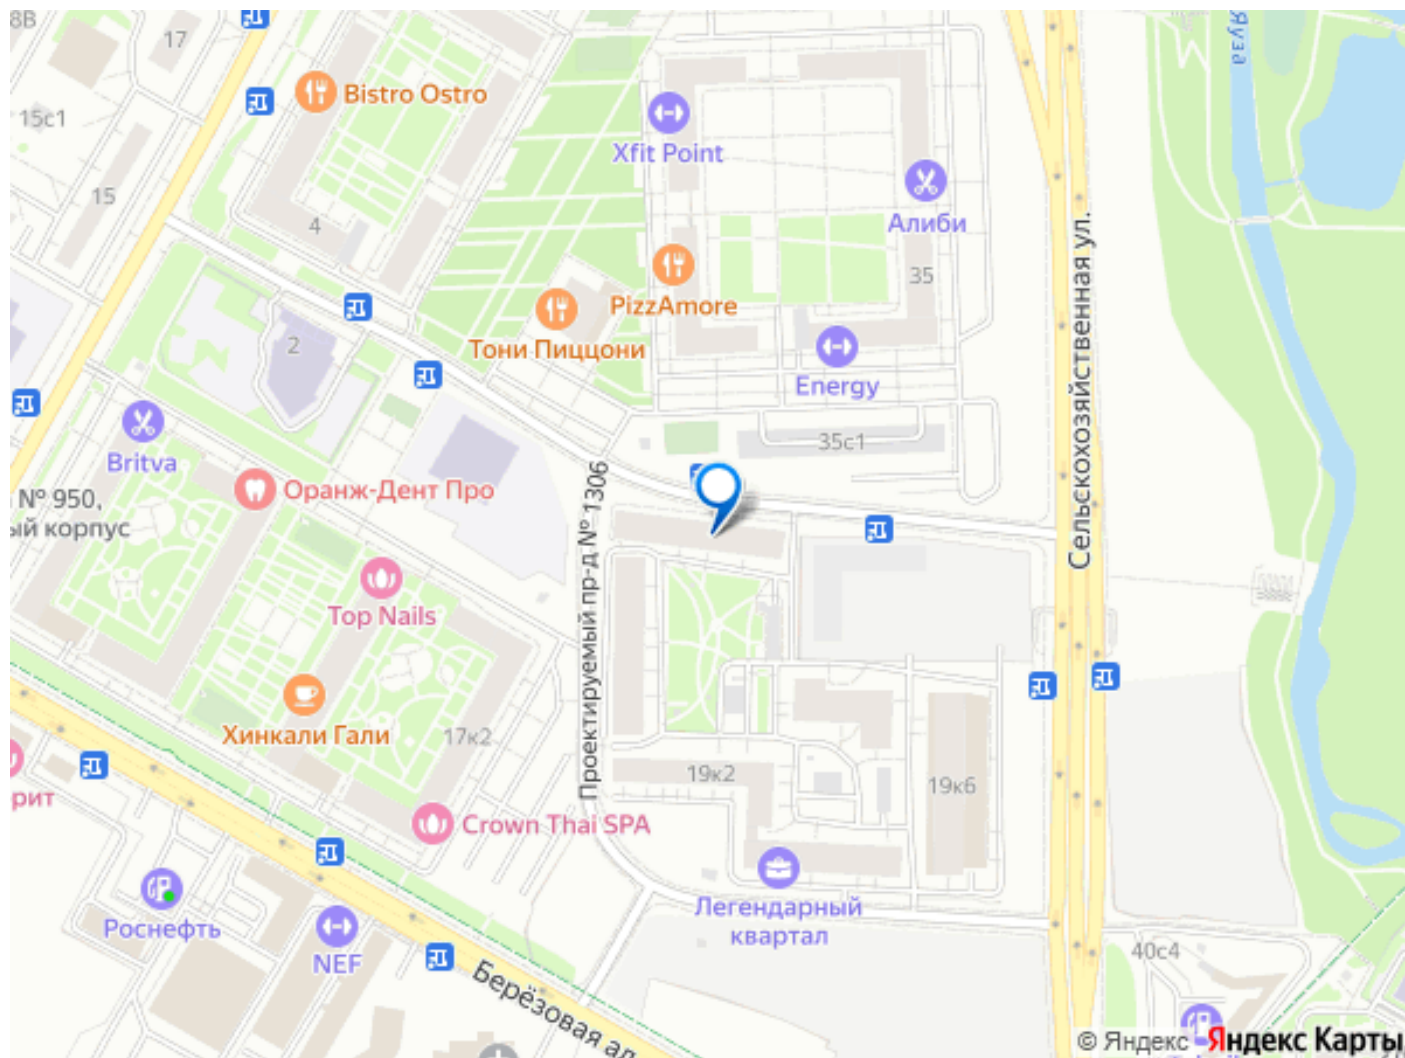 8В
17
Bistro Ostro
15с1
Xfit Point
15
Алиби
4
35
PizzAmore
2
Тони Пиццони
Energy
Britva
35с1
№ 950,
ый корпус
Оранж-Дент Про
Проектируемый пр-д № 1306
Сельскохозяйственная ул.
Яуза
Top Nails
Хинкали Гали
17к2
19к2
19к6
рит
Crown Thai SPA
Легендарный
квартал
Роснефть
NEF
Берёзовая ал
40с4
© Яндекс Яндекс Карты